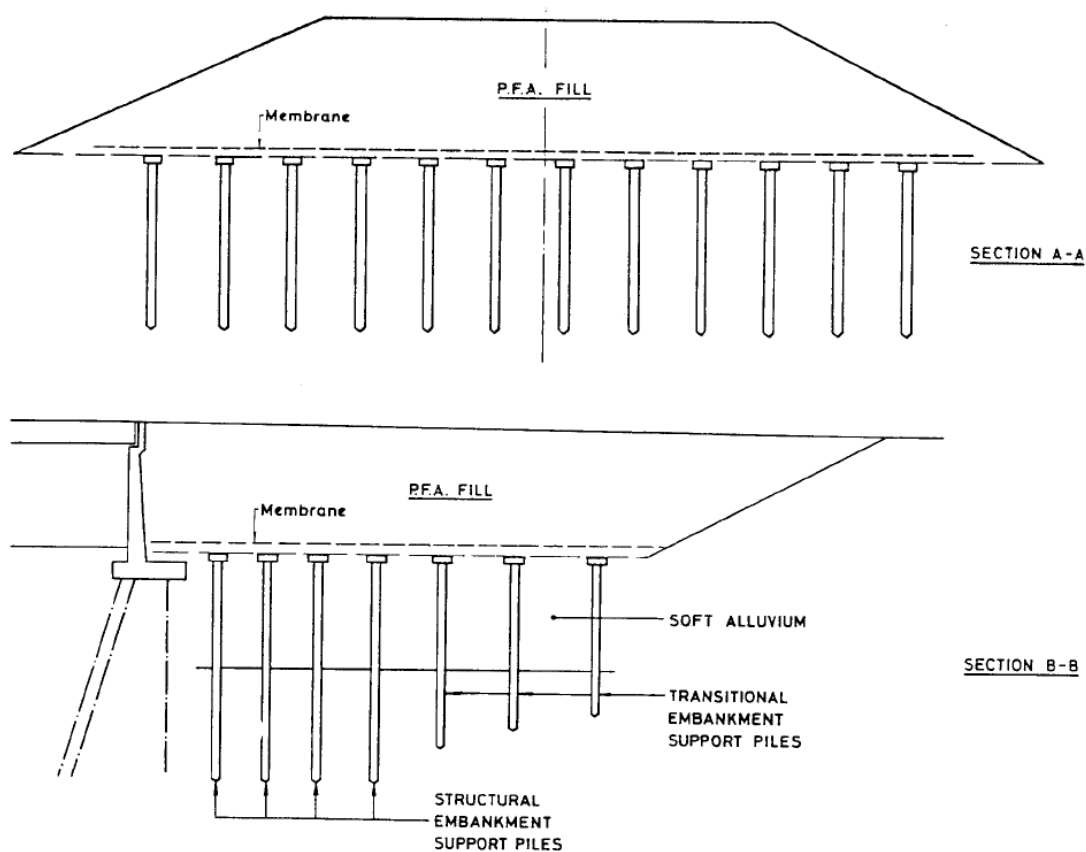 P.F.A. FILL
Membrane
SECTION A-A
P.F.A. FILL
Membrane
SOFT ALLUVIUM
SECTION B-B
TRANSITIONAL
EMBANKMENT
SUPPORT PILES
STRUCTURAL
EMBANKMENT
SUPPORT PILES